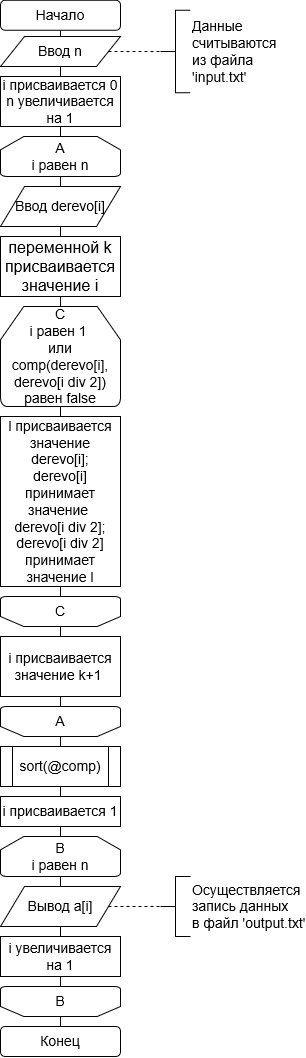 Начало
Ввод n
Данные
считываются
из файла
'input.txt'
i присваивается 0
n увеличивается
на 1
A
i равен n
Ввод derevo[i]
переменной k
присваивается
значение i
C
i равен 1
или
comp(derevo[i],
derevo[i div 2])
равен false
l присваивается
значение
derevo[i];
derevo[i]
принимает
значение
derevo[i div 2];
derevo[i div 2]
принимает
значение l
C
i присваивается
значение k+1
A
sort(@comp)
i присваивается 1
B
i равен n
Вывод a[i]
Осуществляется
запись данных
в файл 'output.txt'
i увеличивается
на 1
B
Конец